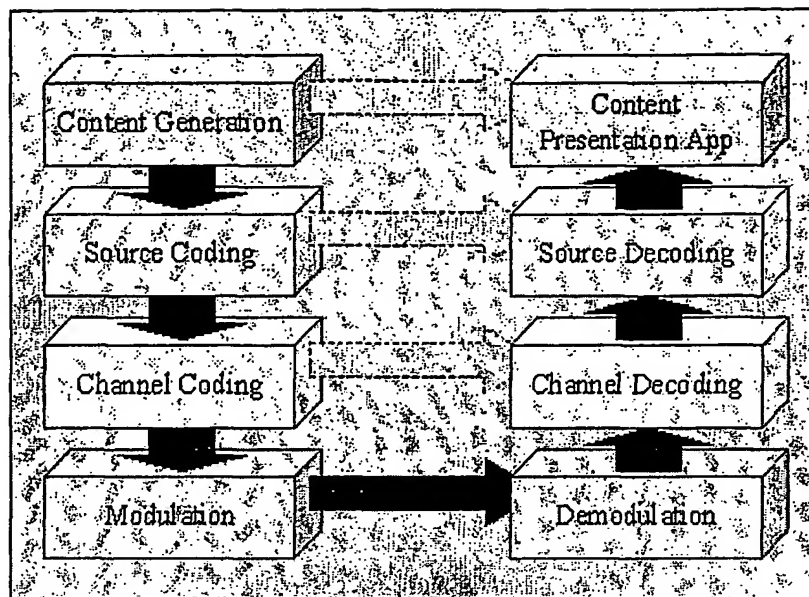 Content Generation
Source Coding
Channel Coding
Modulation
Content
Presentation App
Source Decoding
Channel Decoding
Demodulation